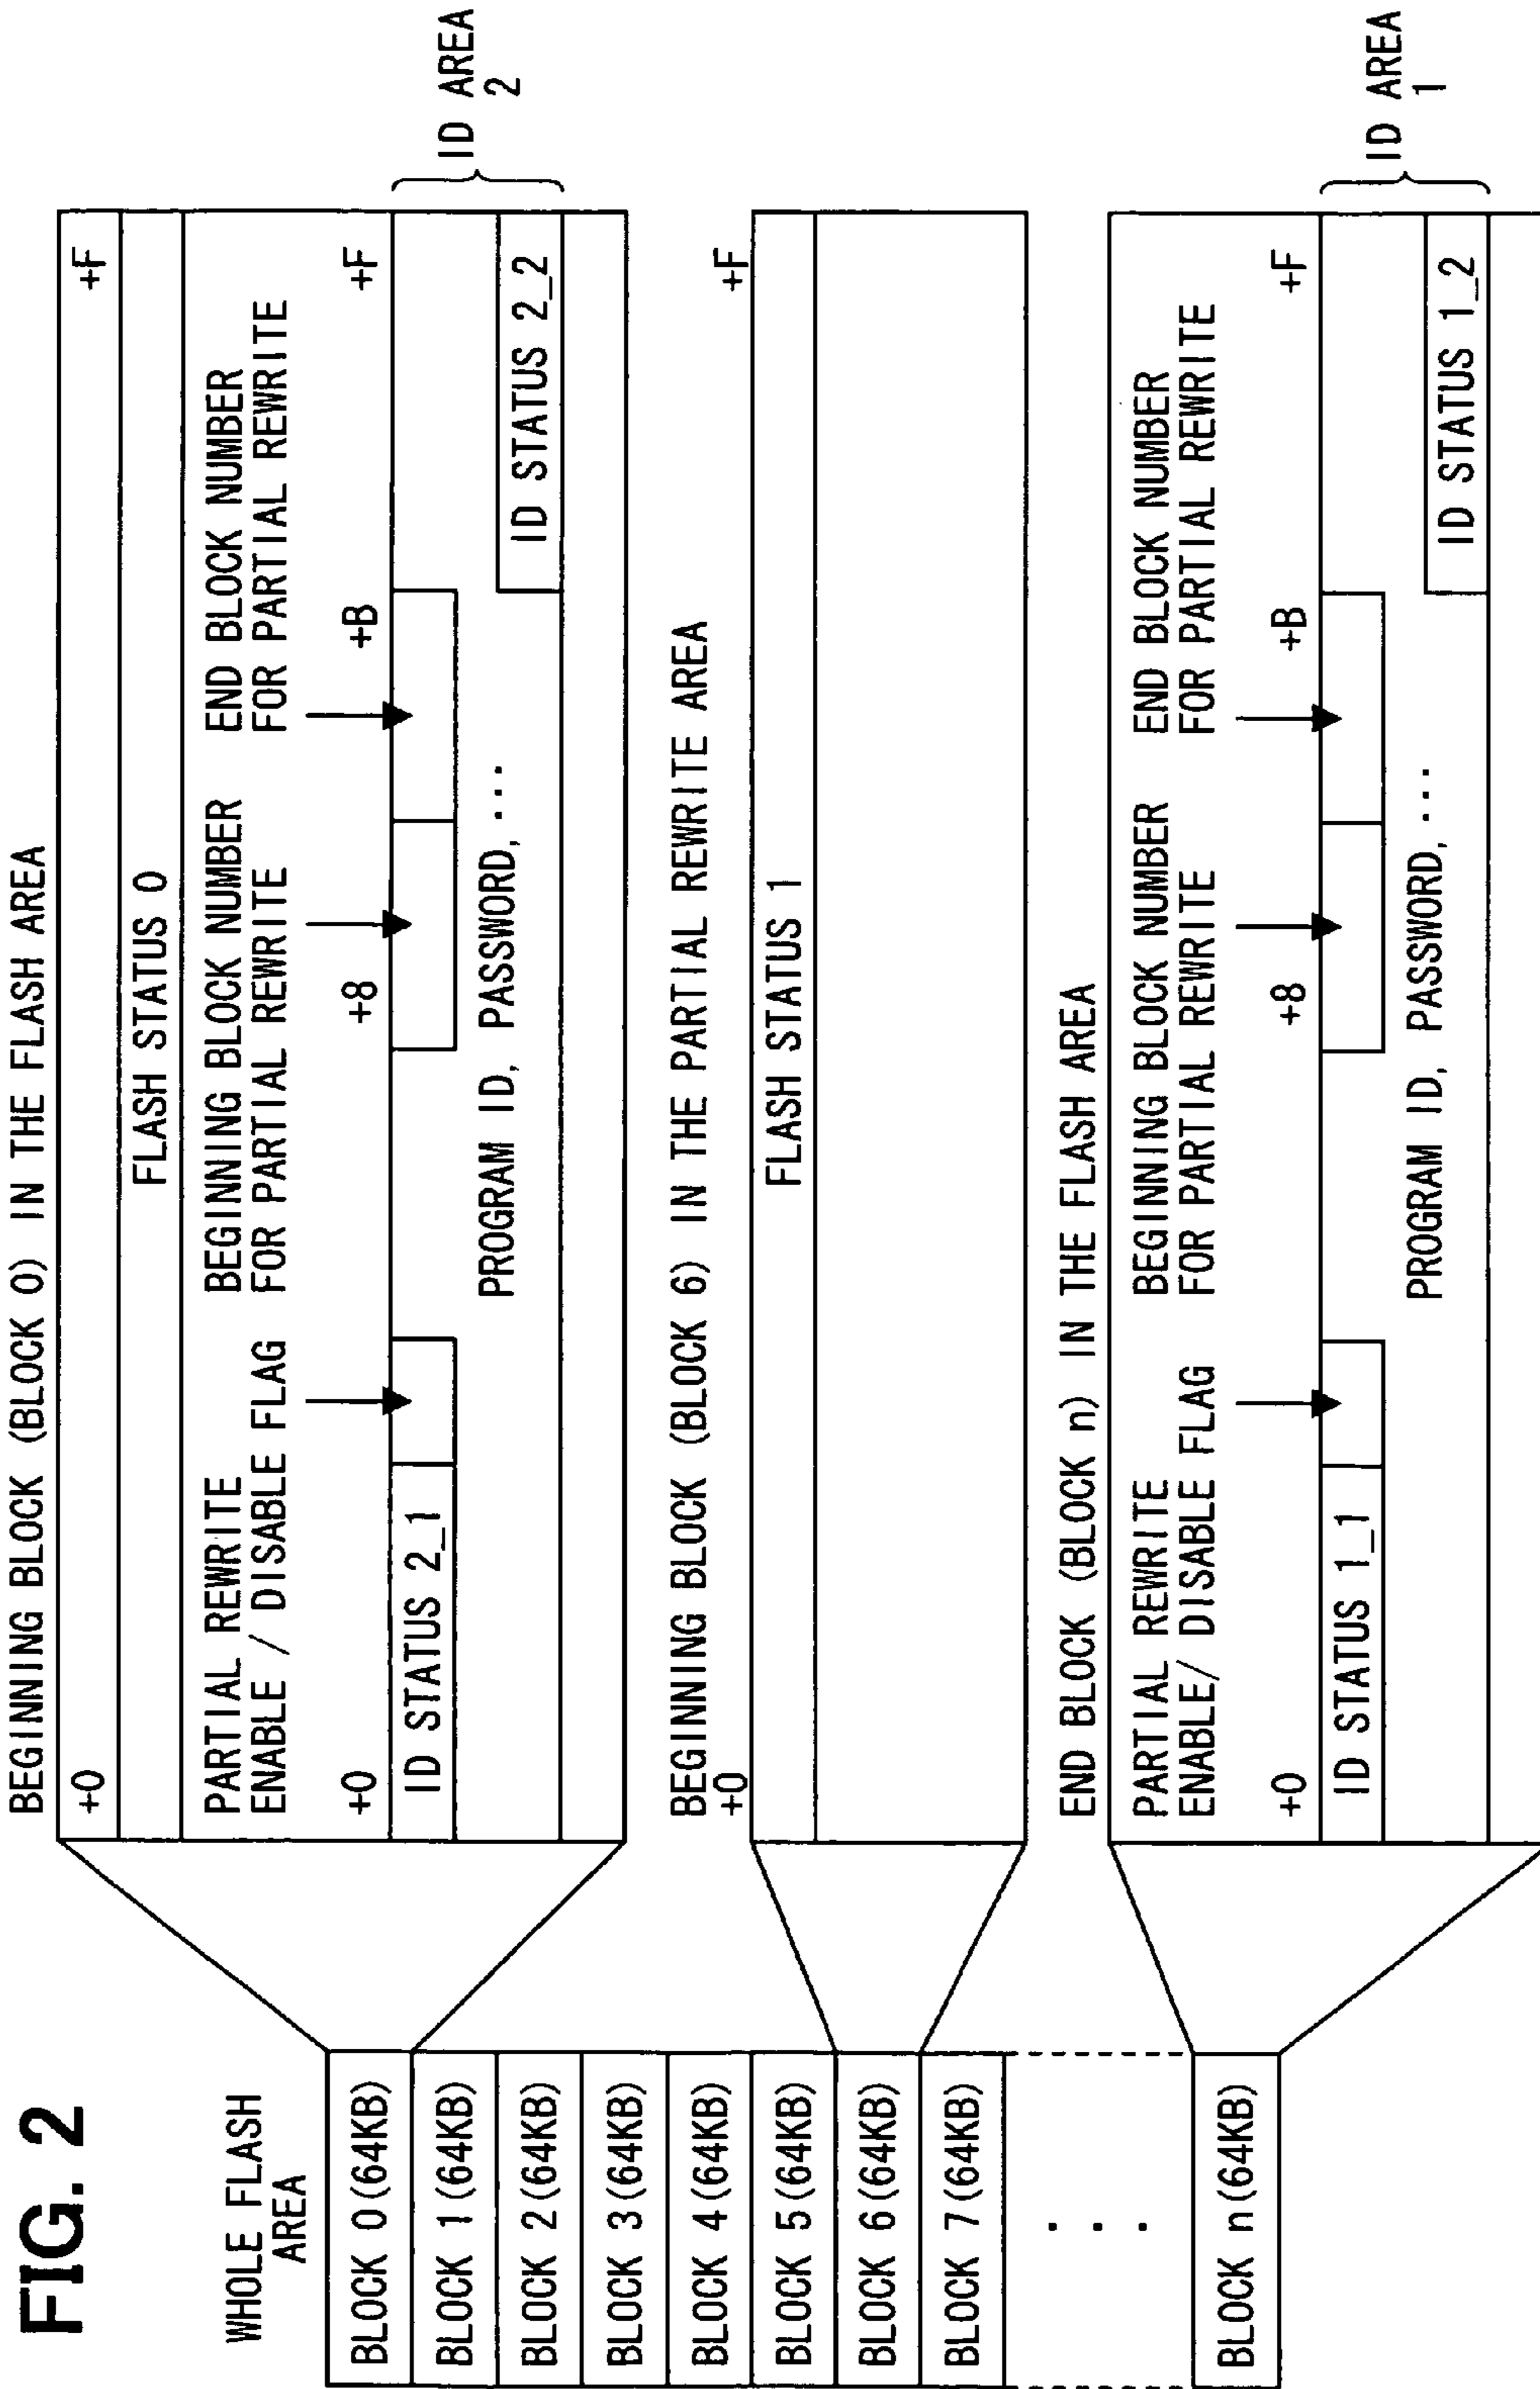 FIG. 2
WHOLE FLASH
AREA
BLOCK 0(64KB)
BLOCK 1(64KB)
BLOCK 2(64KB)
BLOCK 3(64KB)
BLOCK 4(64KB)
BLOCK 5(64KB)
BLOCK 6(64KB)
BLOCK 7(64KB)
. . .
BLOCK n(64KB)
BEGINNING BLOCK (BLOCK 0) IN THE FLASH AREA
+0 +F
FLASH STATUS 0
PARTIAL REWRITE BEGINNING BLOCK NUMBER END BLOCK NUMBER
ENABLE / DISABLE FLAG FOR PARTIAL REWRITE FOR PARTIAL REWRITE
+0 +8 +B +F
ID STATUS 2_1
PROGRAM ID, PASSWORD, ...
ID STATUS 2_2
ID AREA
2
BEGINNING BLOCK (BLOCK 6) IN THE PARTIAL REWRITE AREA
+0 +F
FLASH STATUS 1
END BLOCK (BLOCK n) IN THE FLASH AREA
PARTIAL REWRITE BEGINNING BLOCK NUMBER END BLOCK NUMBER
ENABLE/ DISABLE FLAG FOR PARTIAL REWRITE FOR PARTIAL REWRITE
+0 +8 +B +F
ID STATUS 1_1
PROGRAM ID, PASSWORD, ...
ID STATUS 1_2
ID AREA
1